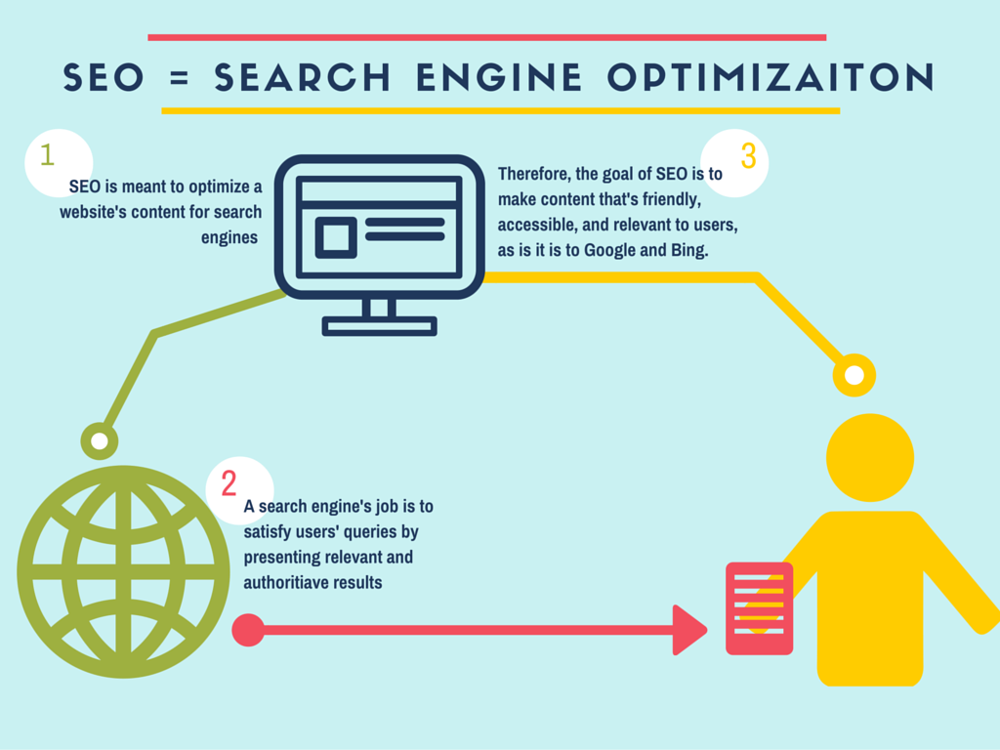 SEO = SEARCH ENGINE OPTIMIZAITON
1
SEO is meant to optimize a
website's content for search
engines
3
Therefore, the goal of SEO is to
make content that's friendly,
accessible, and relevant to users,
as is it is to Google and Bing.
2
A search engine's job is to
satisfy users' queries by
presenting relevant and
authoritiave results